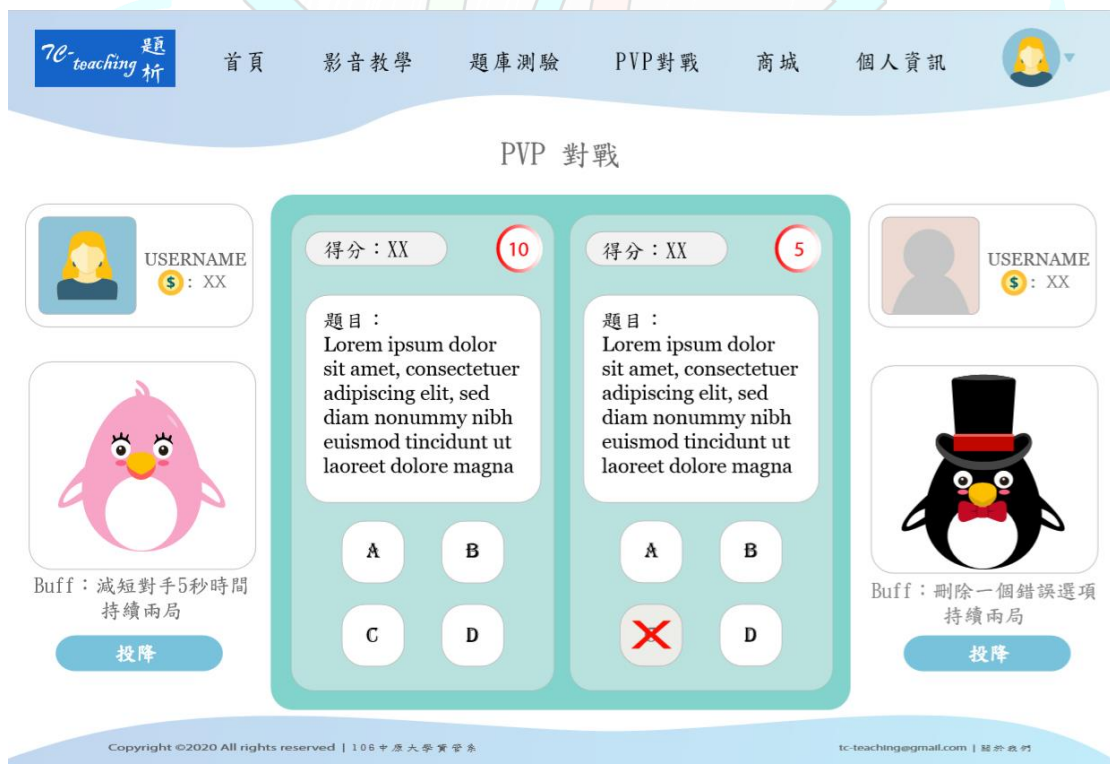 TC-teaching 題析
首頁 影音教學 題庫測驗 PVP對戰 商城 個人資訊
PVP 對戰
USERNAME
$ : XX
Buff：減短對手5秒時間
持續兩局
投降
得分：XX 10
題目：
Lorem ipsum dolor
sit amet, consectetuer
adipiscing elit, sed
diam nonummy nibh
euismod tincidunt ut
laoreet dolore magna
A B
C D
得分：XX 5
題目：
Lorem ipsum dolor
sit amet, consectetuer
adipiscing elit, sed
diam nonummy nibh
euismod tincidunt ut
laoreet dolore magna
A B
D
USERNAME
$ : XX
Buff：刪除一個錯誤選項
持續兩局
投降
Copyright ©2020 All rights reserved | 106中原大學資管系
tc-teaching@gmail.com | 關於我們